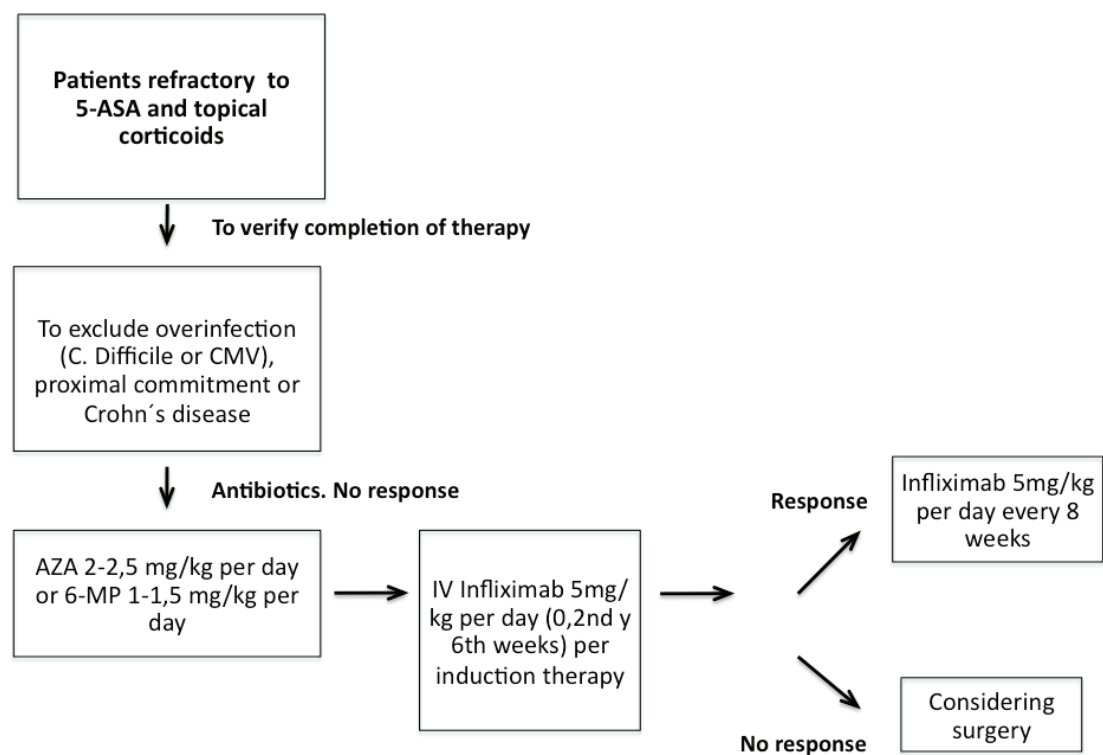 Patients refractory to
5-ASA and topical
corticoids
To verify completion of therapy
To exclude overinfection
(C. Difficile or CMV),
proximal commitment or
Crohn´s disease
Antibiotics. No response
AZA 2-2,5 mg/kg per day
or 6-MP 1-1,5 mg/kg per
day
IV Infliximab 5mg/
kg per day (0,2nd y
6th weeks) per
induction therapy
Response
Infliximab 5mg/kg
per day every 8
weeks
No response
Considering
surgery